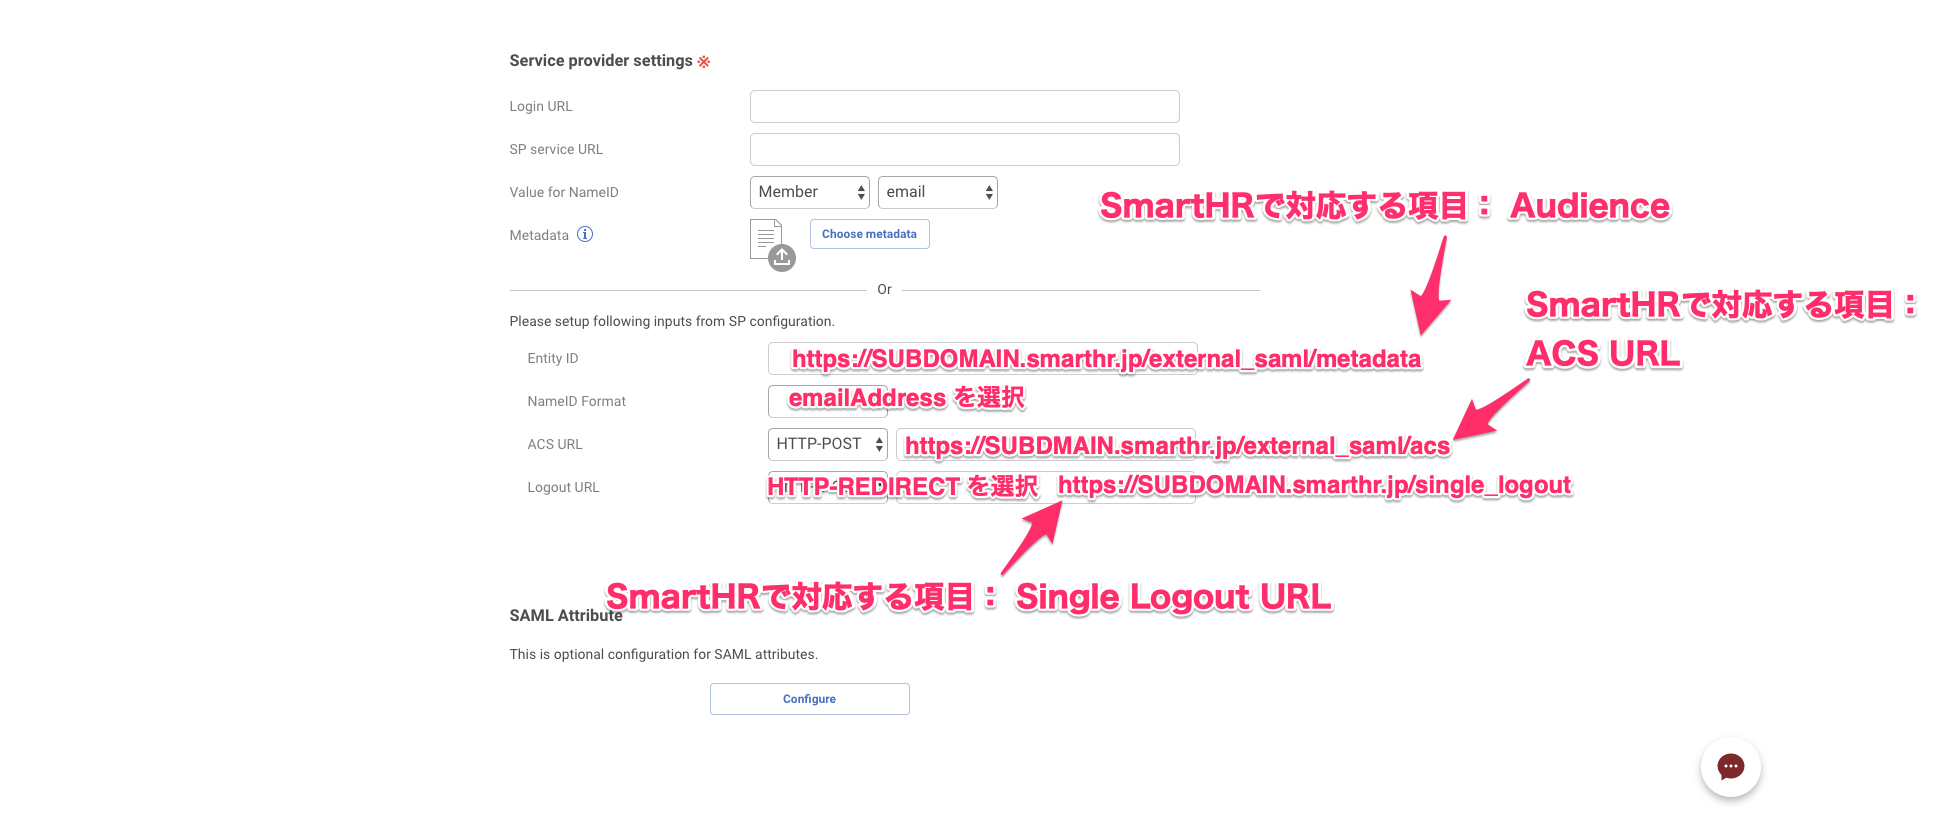 Service provider settings ※
Login URL
SP service URL
Value for NameID Member email
SmartHRで対応する項目： Audience
Metadata Choose metadata
Or
SmartHRで対応する項目：
ACS URL
Please setup following inputs from SP configuration.
Entity ID https://SUBDOMAIN.smarthr.jp/external_saml/metadata
NameID Format emailAddress を選択
ACS URL HTTP-POST https://SUBDMAIN.smarthr.jp/external_saml/acs
Logout URL HTTP-REDIRECT を選択 https://SUBDOMAIN.smarthr.jp/single_logout
SmartHRで対応する項目： Single Logout URL
SAML Attribute
This is optional configuration for SAML attributes.
Configure